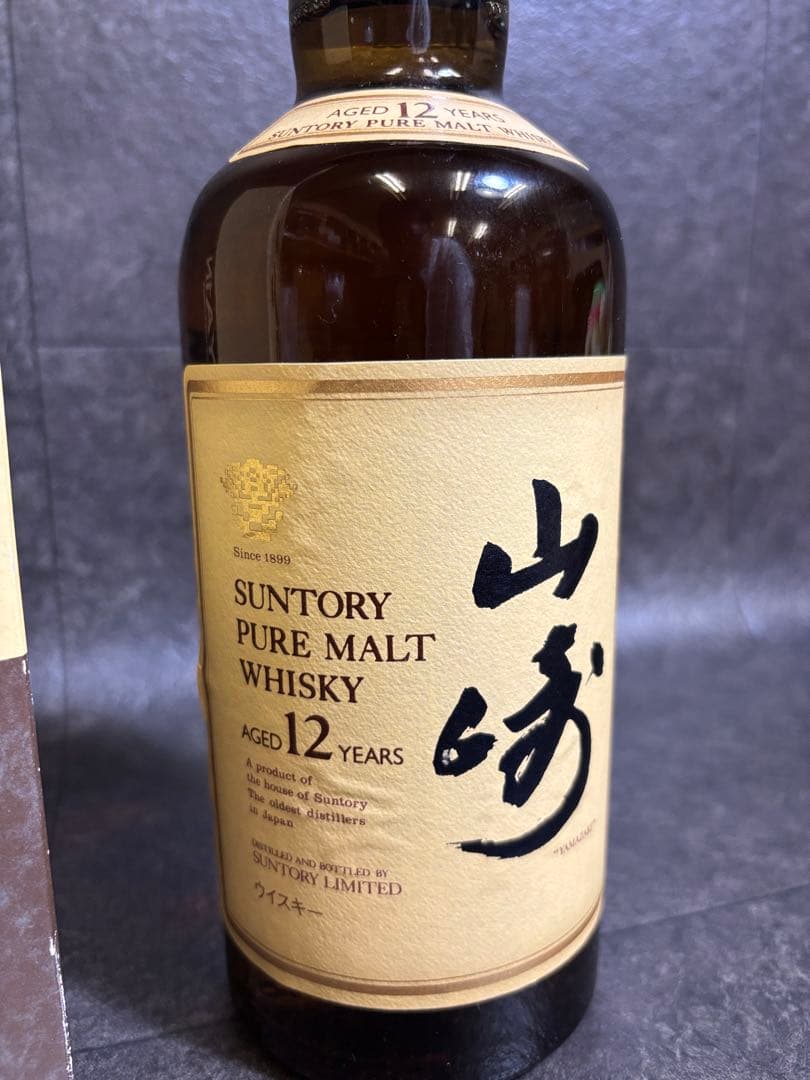 AGED 12 YEARS
SUNTORY PURE MALT WHISKY
Since 1899
SUNTORY
PURE MALT
WHISKY
AGED 12 YEARS
A product of
the house of Suntory
The oldest distillers
in Japan
DISTILLED AND BOTTLED BY
SUNTORY LIMITED
ウイスキー
山崎
"YAMAZAKI"